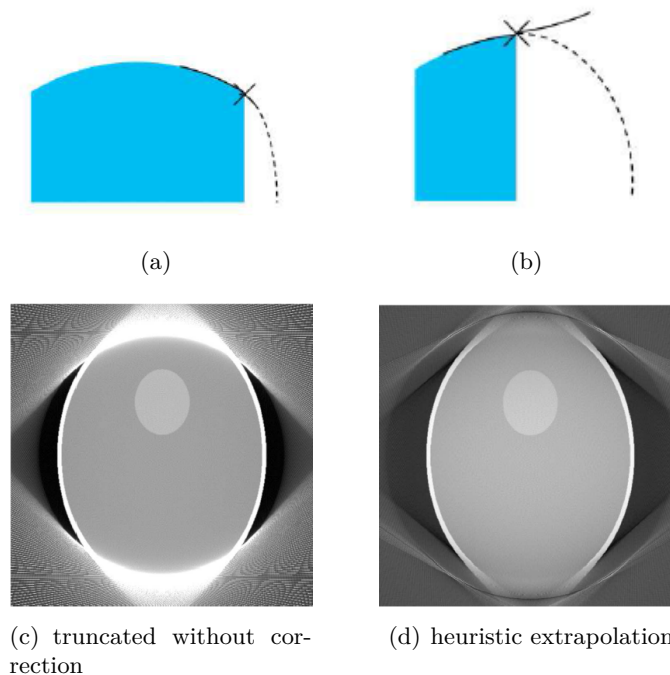 (a)
(b)
(c) truncated without cor-
rection
(d) heuristic extrapolation